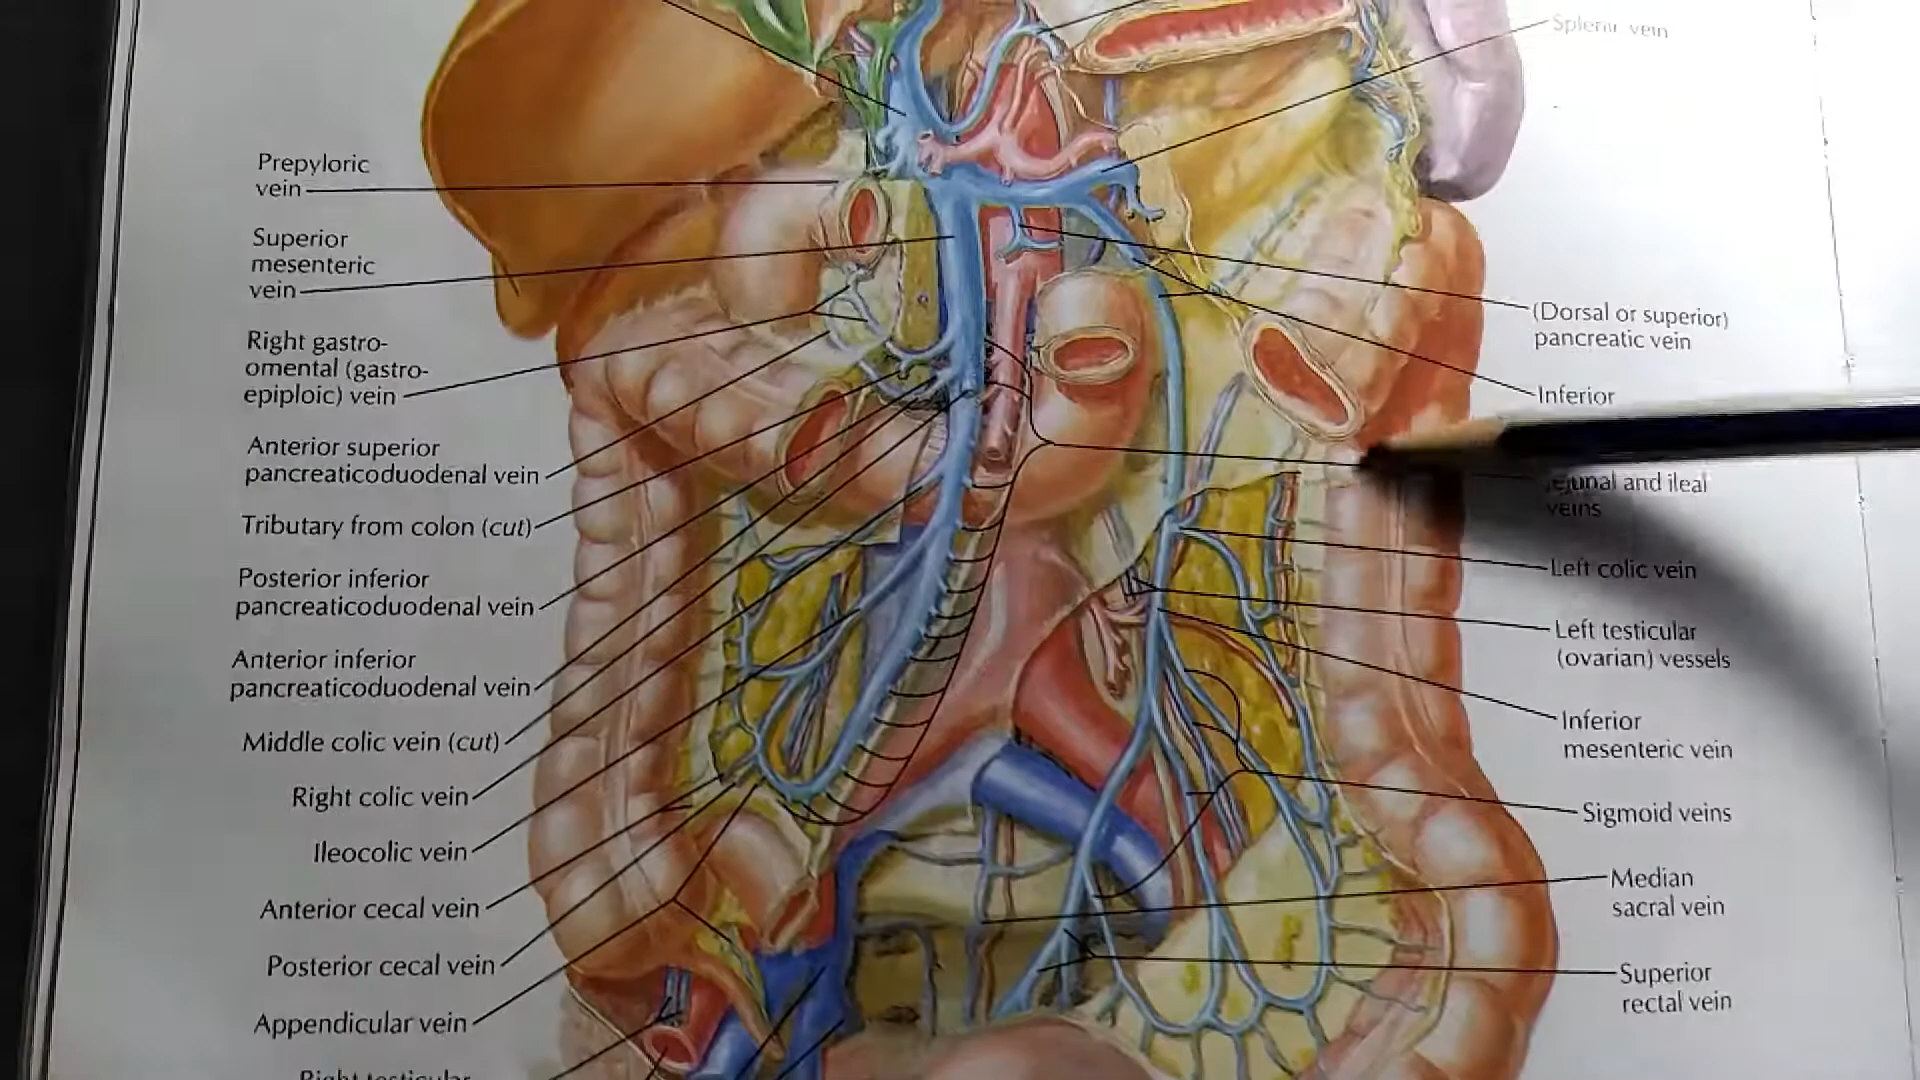 Splenic vein
Prepyloric
vein
Superior
mesenteric
vein
Right gastro-
omental (gastro-
epiploic) vein
Anterior superior
pancreaticoduodenal vein
Tributary from colon (cut)
Posterior inferior
pancreaticoduodenal vein
Anterior inferior
pancreaticoduodenal vein
Middle colic vein (cut)
Right colic vein
Ileocolic vein
Anterior cecal vein
Posterior cecal vein
Appendicular vein
Right testicular
(Dorsal or superior)
pancreatic vein
Inferior
and ileal
veins
Left colic vein
Left testicular
(ovarian) vessels
Inferior
mesenteric vein
Sigmoid veins
Median
sacral vein
Superior
rectal vein